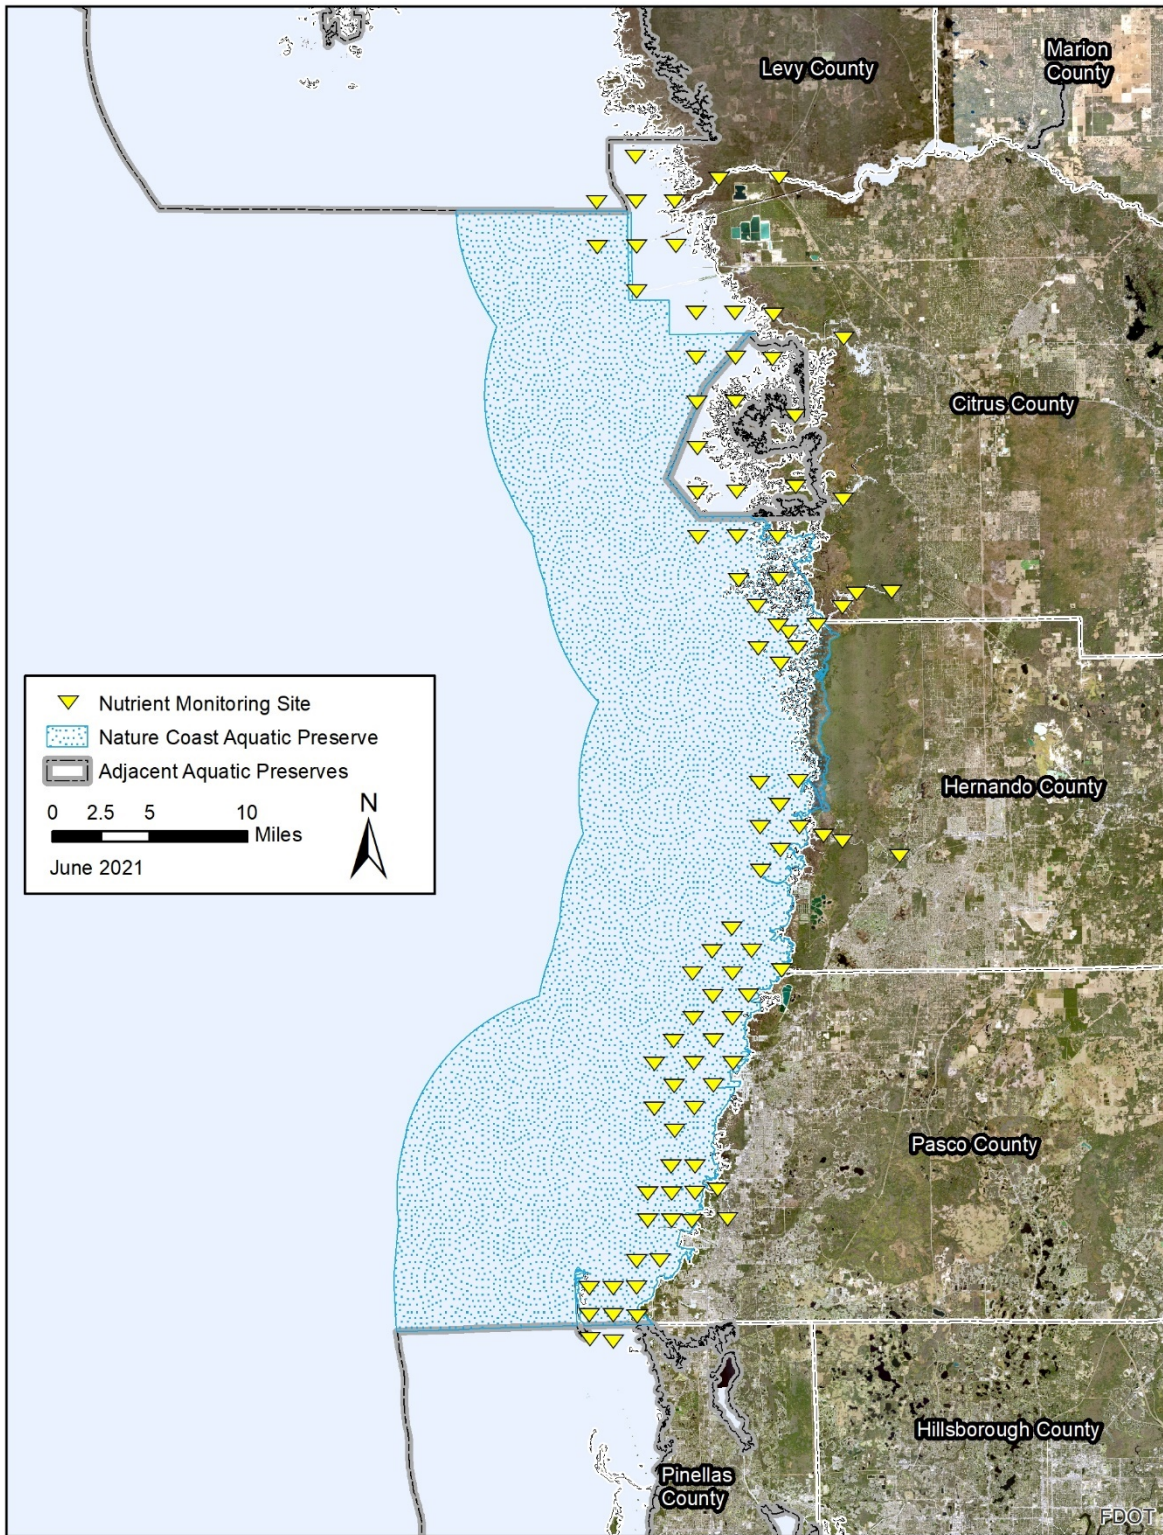 Levy County
Marion
County
Citrus County
Nutrient Monitoring Site
Nature Coast Aquatic Preserve
Adjacent Aquatic Preserves
0 2.5 5 10
Miles
N
June 2021
Hernando County
Pasco County
Hillsborough County
Pinellas
County
FDOT